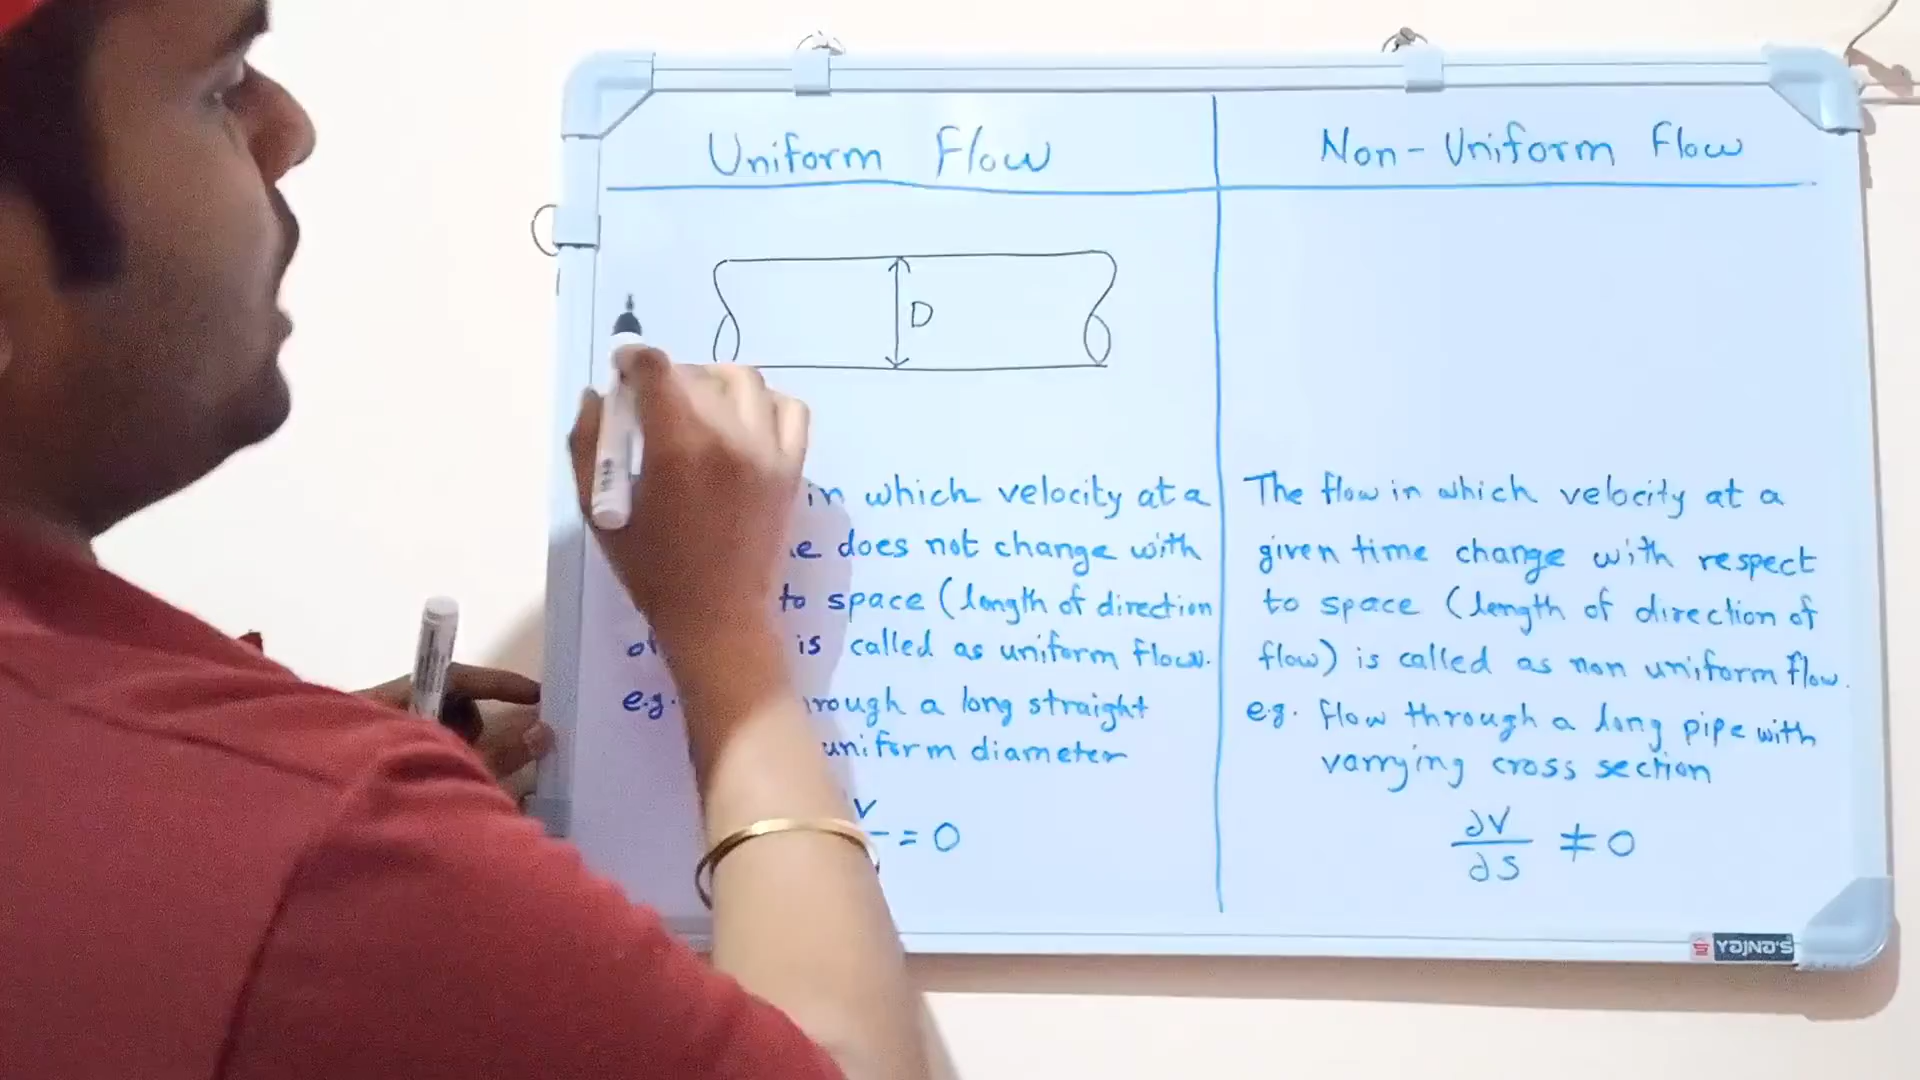 Uniform Flow
Non-Uniform Flow
D
in which velocity at a
does not change with
to space (length of direction
is called as uniform flow.
e.g.
a long straight
uniform diameter
V
= 0
The flow in which velocity at a
given time change with respect
to space (length of direction of
flow) is called as non uniform flow.
e.g. flow through a long pipe with
varrying cross section
∂V
∂S ≠ 0
YAJNA'S